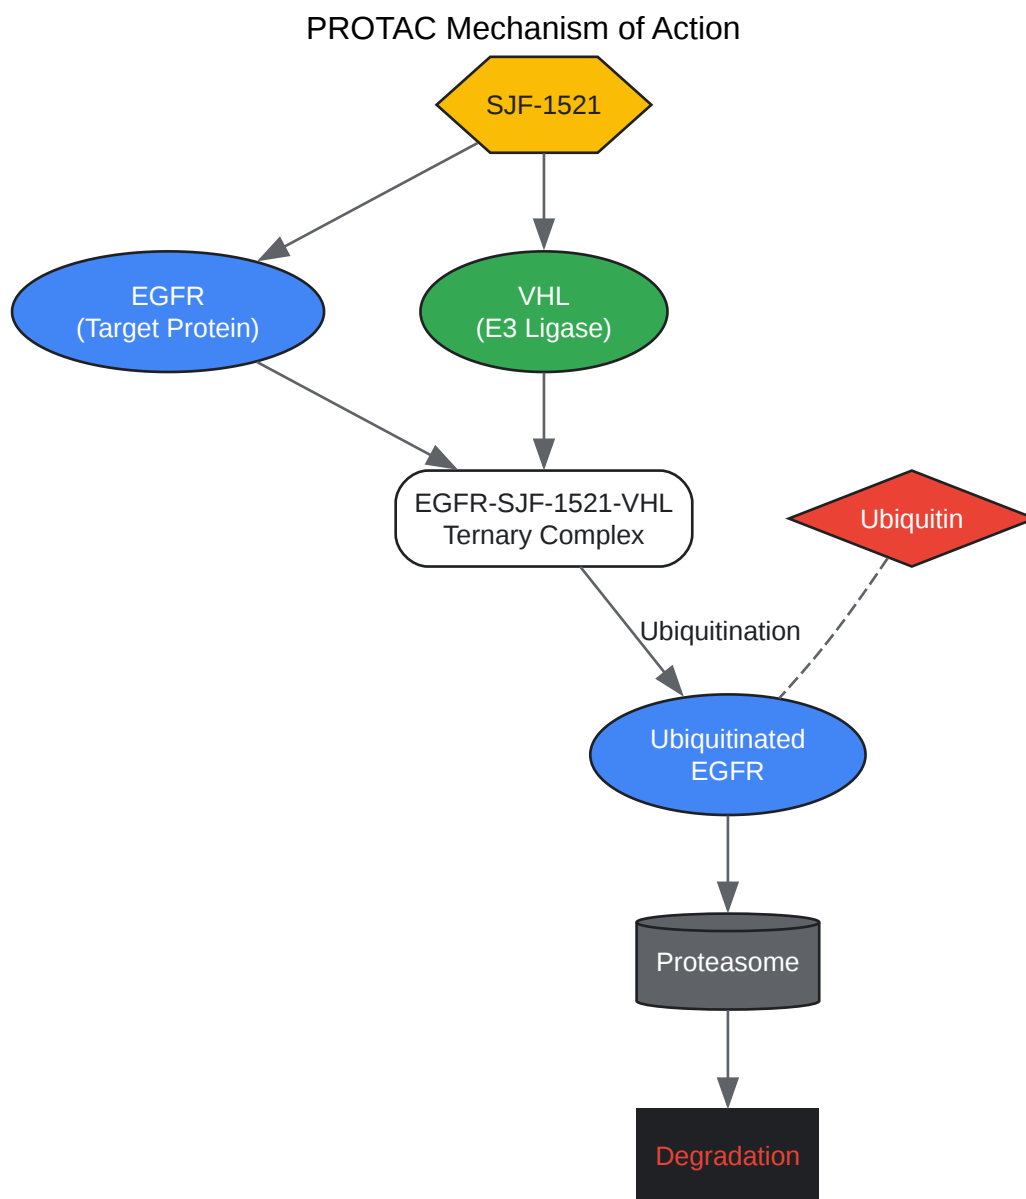 PROTAC Mechanism of Action
SJF-1521
EGFR
(Target Protein)
VHL
(E3 Ligase)
EGFR-SJF-1521-VHL
Ternary Complex
Ubiquitin
Ubiquitination
Ubiquitinated
EGFR
Proteasome
Degradation